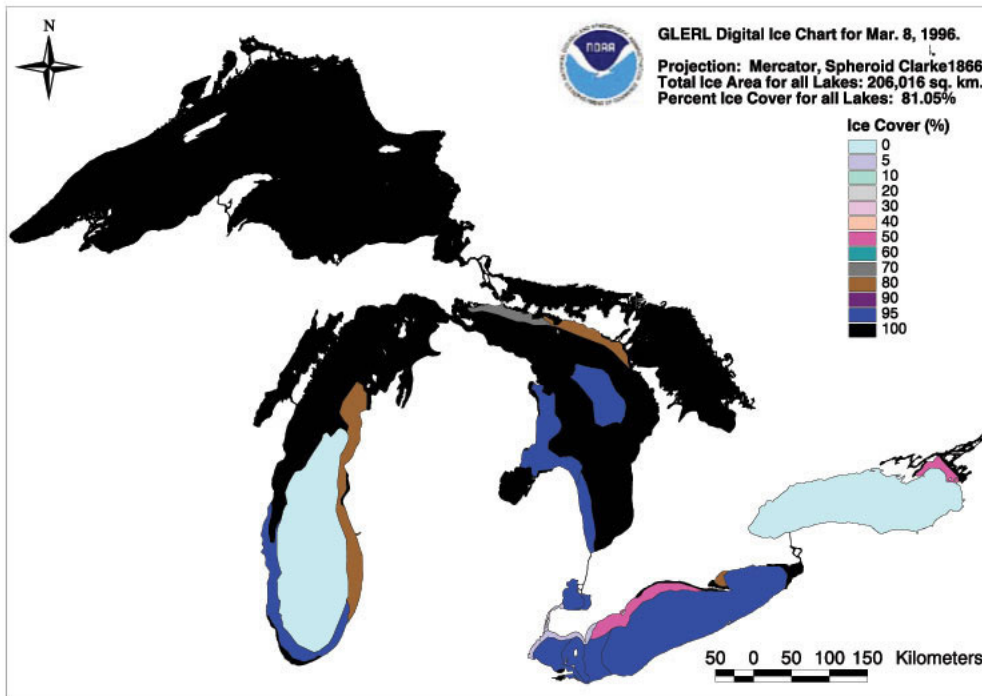 N
NOAA
GLERL Digital Ice Chart for Mar. 8, 1996.
Projection: Mercator, Spheroid Clarke1866
Total Ice Area for all Lakes: 206,016 sq. km.
Percent Ice Cover for all Lakes: 81.05%
Ice Cover (%)
0
5
10
20
30
40
50
60
70
80
90
95
100
50 0 50 100 150 Kilometers